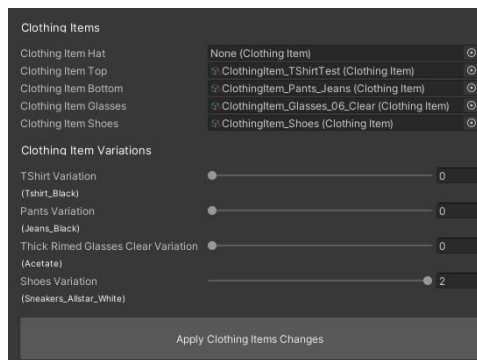 Clothing Items
Clothing Item Hat None (Clothing Item)
Clothing Item Top ClothingItem_TShirtTest (Clothing Item)
Clothing Item Bottom ClothingItem_Pants_Jeans (Clothing Item)
Clothing Item Glasses ClothingItem_Glasses_06_Clear (Clothing Item)
Clothing Item Shoes ClothingItem_Shoes (Clothing Item)
Clothing Item Variations
TShirt Variation 0
(Tshirt_Black)
Pants Variation 0
(Jeans_Black)
Thick Rimed Glasses Clear Variation 0
(Acetate)
Shoes Variation 2
(Sneakers_Allstar_White)
Apply Clothing Items Changes